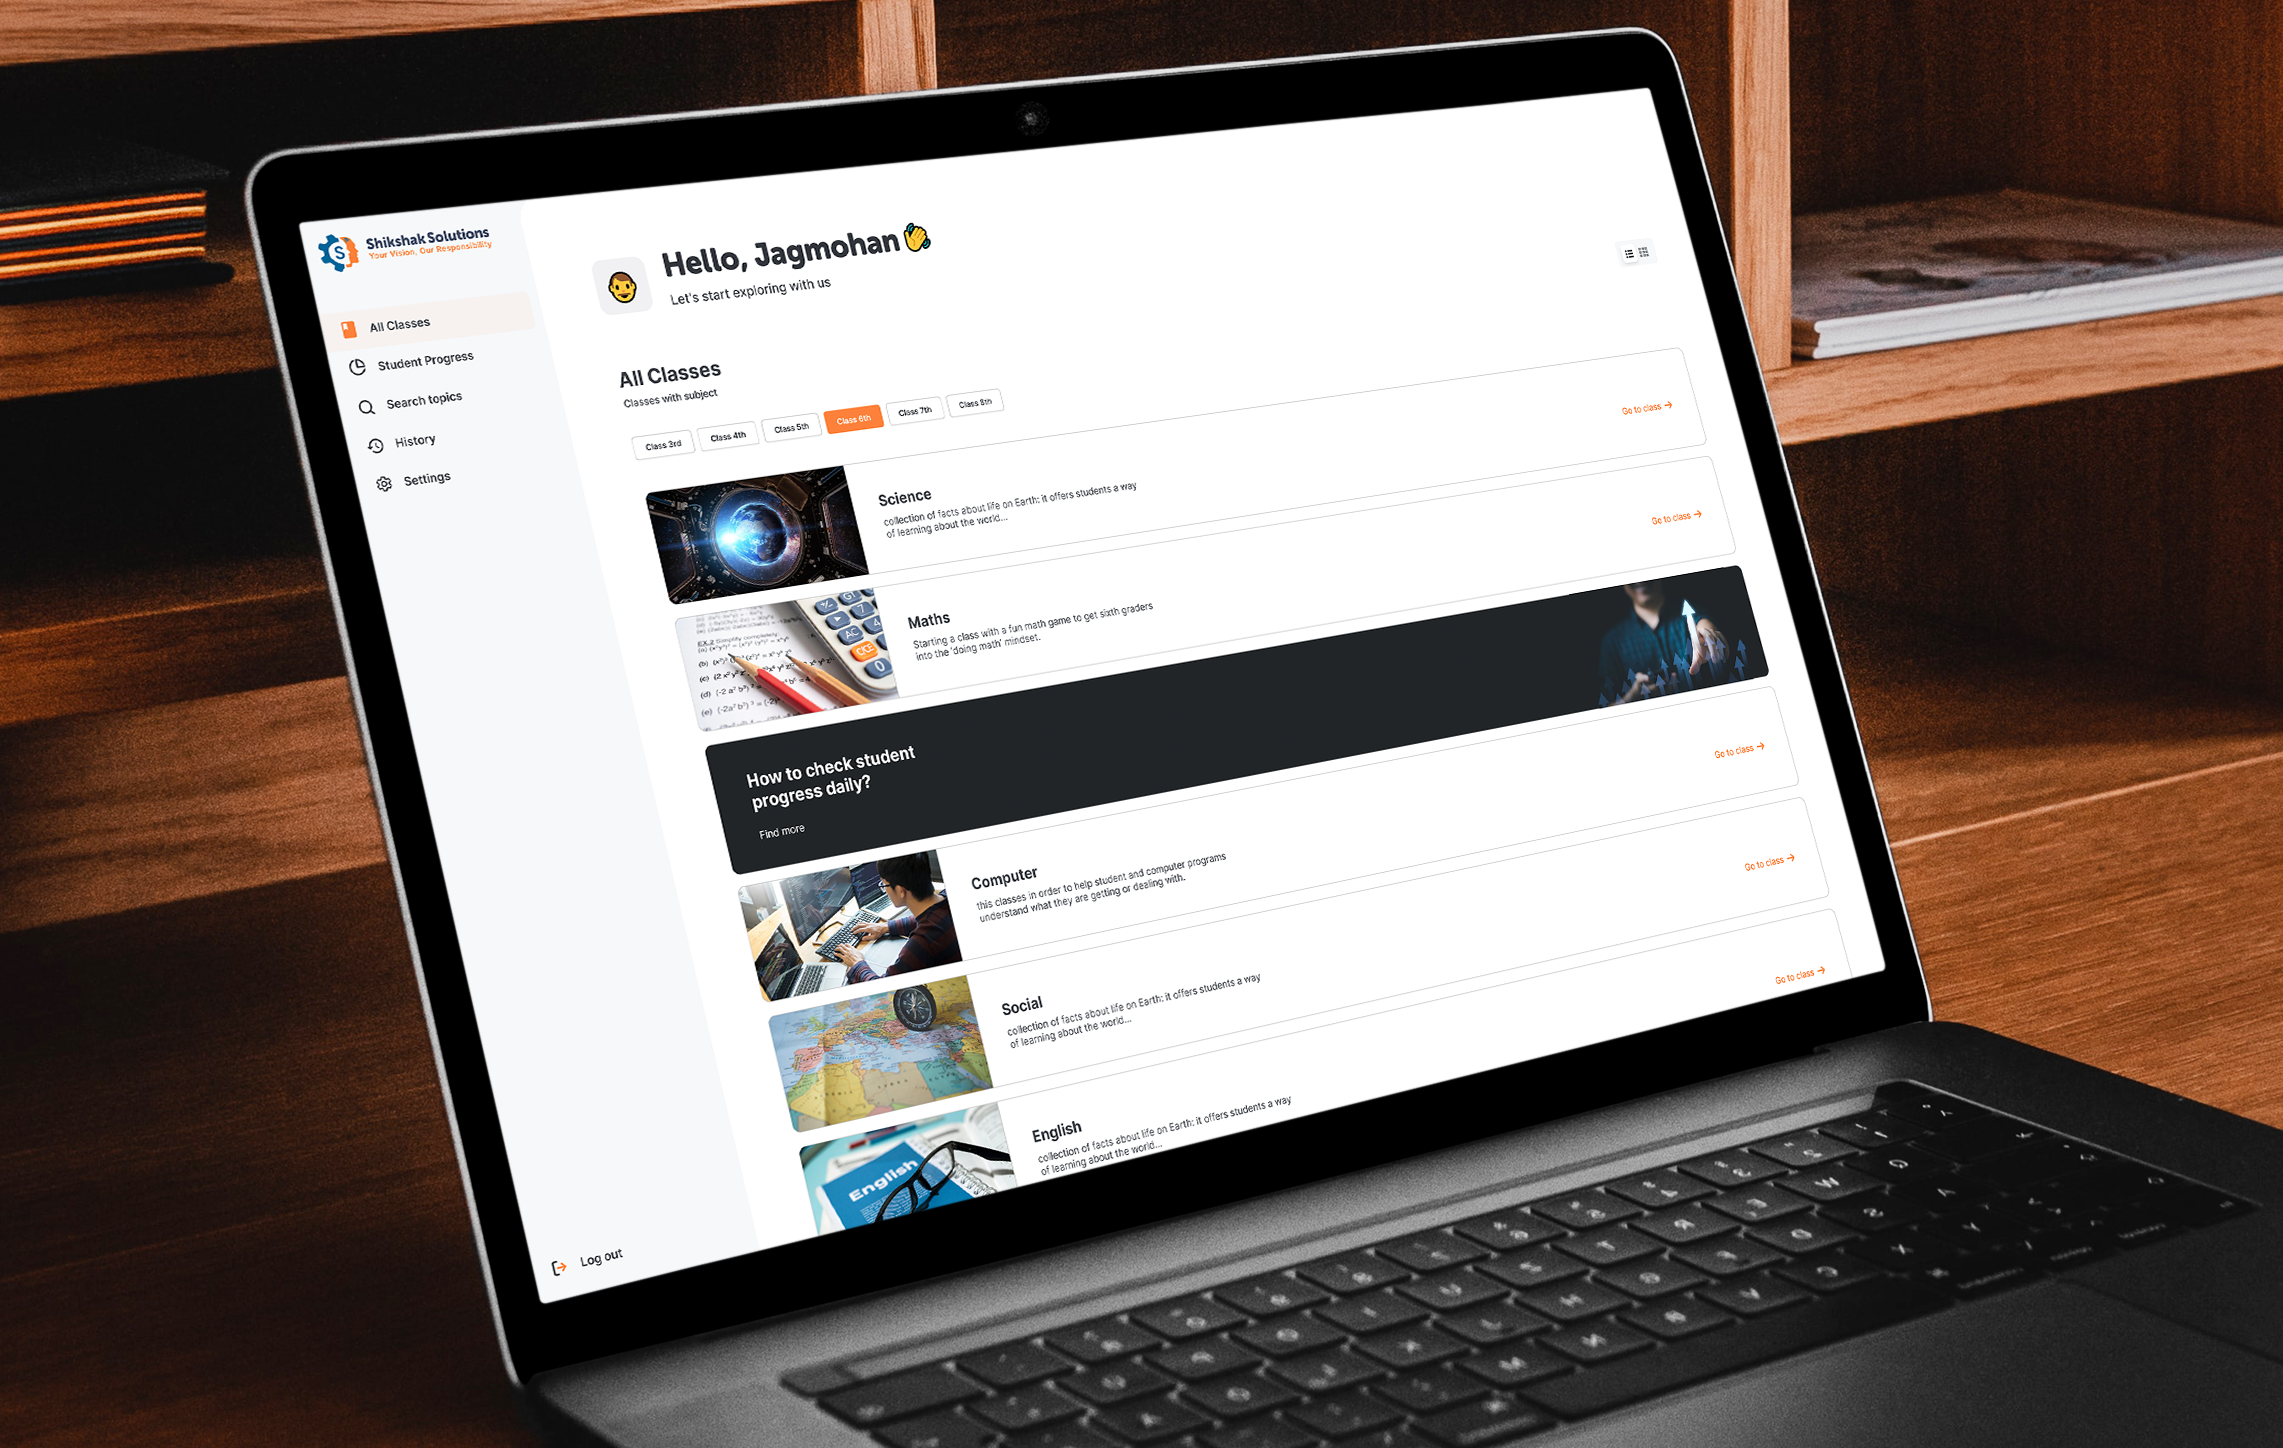 Shikshak Solutions
Your Vision, Our Responsibility
All Classes
Student Progress
Search topics
History
Settings
Log out
Hello, Jagmohan
Let's start exploring with us
All Classes
Classes with subject
Class 3rd
Class 4th
Class 5th
Class 6th
Class 7th
Class 8th
Science
collection of facts about life on Earth: it offers students a way
of learning about the world...
Go to class
Maths
Starting a class with a fun math game to get sixth graders
into the 'doing math' mindset.
Go to class
How to check student
progress daily?
Find more
Computer
this classes in order to help student and computer programs
understand what they are getting or dealing with.
Go to class
Social
collection of facts about life on Earth: it offers students a way
of learning about the world...
Go to class
English
English
collection of facts about life on Earth: it offers students a way
of learning about the world...
Go to class